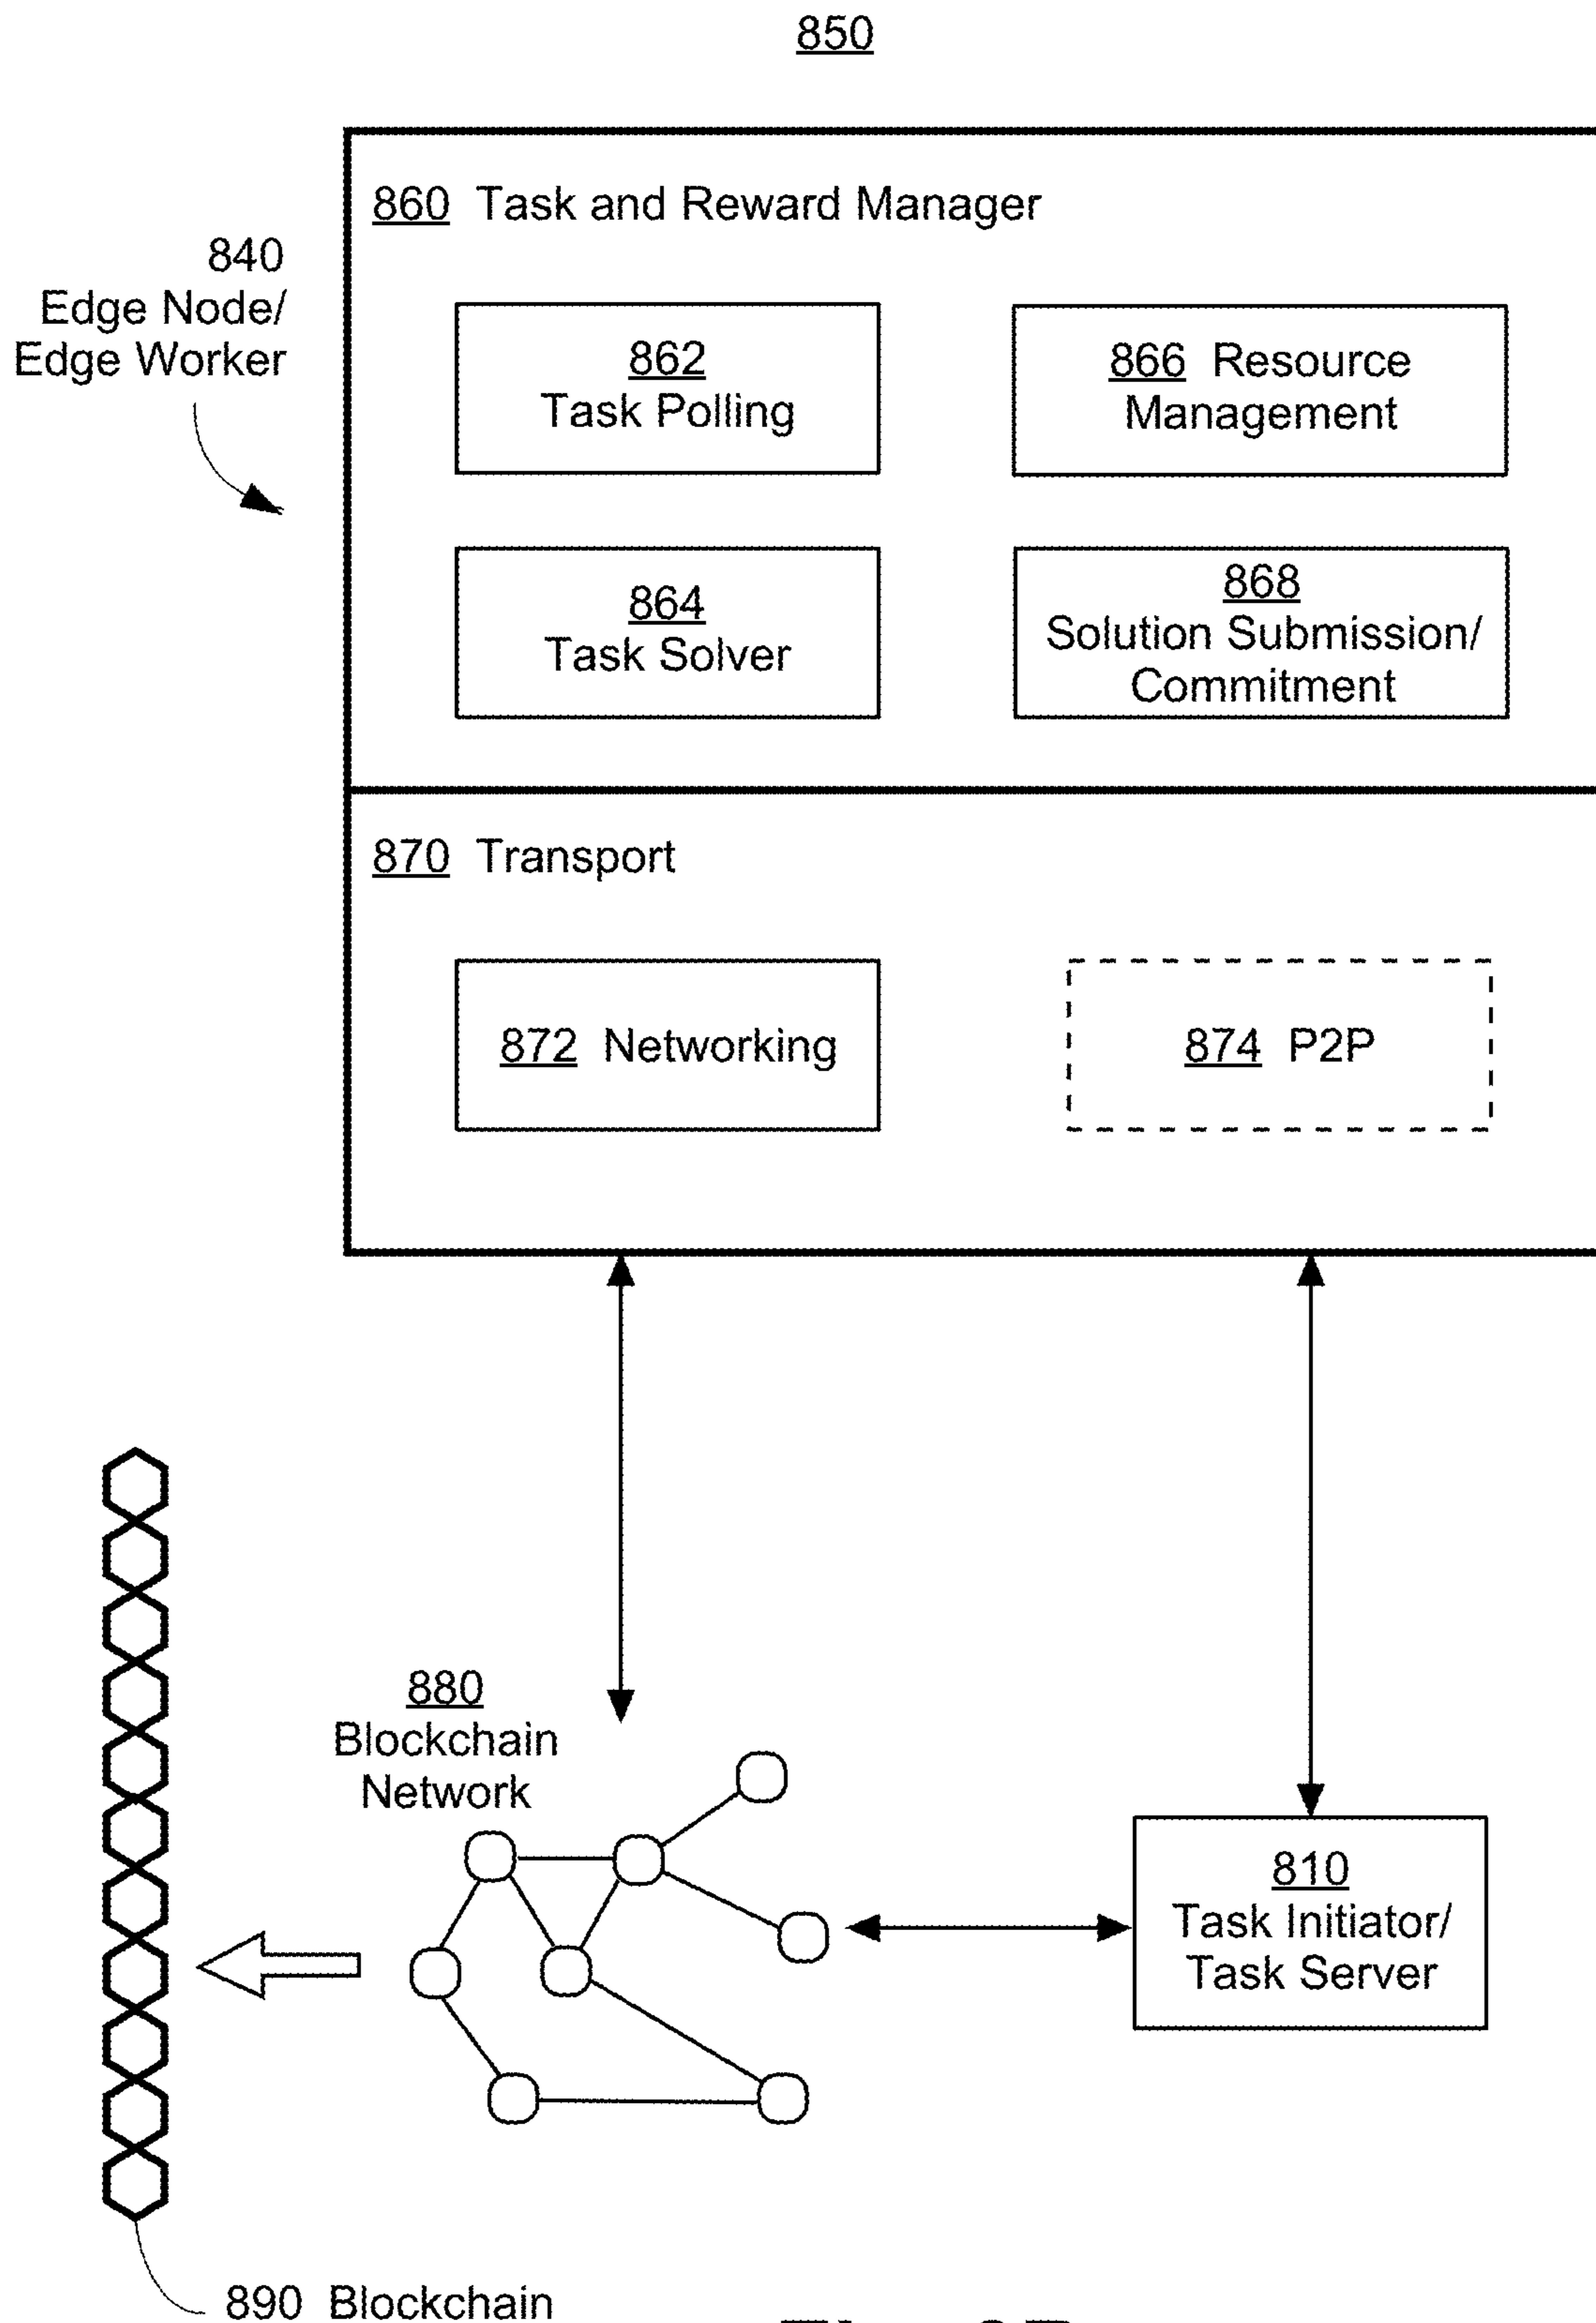 850
860 Task and Reward Manager
840
Edge Node/
Edge Worker
862
Task Polling
866 Resource
Management
864
Task Solver
868
Solution Submission/
Commitment
870 Transport
872 Networking
874 P2P
880
Blockchain
Network
810
Task Initiator/
Task Server
890 Blockchain